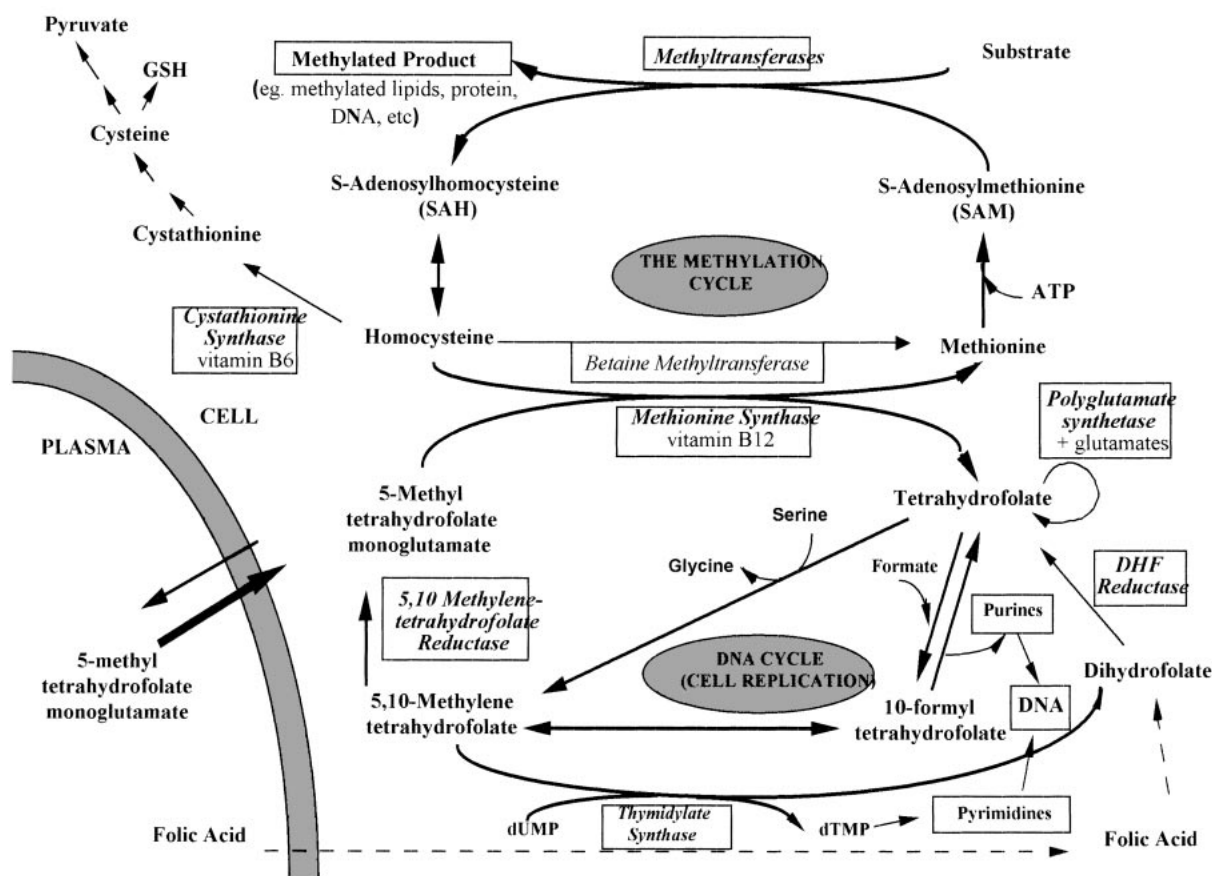 Pyruvate
GSH
Cysteine
Cystathionine
Cystathionine
Synthase
vitamin B6
Methylated Product
(eg. methylated lipids, protein,
DNA, etc)
Methyltransferases
Substrate
S-Adenosylhomocysteine
(SAH)
S-Adenosylmethionine
(SAM)
THE METHYLATION
CYCLE
ATP
Homocysteine
Methionine
Betaine Methyltransferase
Methionine Synthase
vitamin B12
Polyglutamate
synthetase
+ glutamates
CELL
PLASMA
5-Methyl
tetrahydrofolate
monoglutamate
Tetrahydrofolate
Serine
Glycine
Formate
DHF
Reductase
5,10 Methylene-
tetrahydrofolate
Reductase
Purines
5-methyl
tetrahydrofolate
monoglutamate
DNA CYCLE
(CELL REPLICATION)
Dihydrofolate
5,10-Methylene
tetrahydrofolate
10-formyl
tetrahydrofolate
DNA
dUMP
Thymidylate
Synthase
dTMP
Pyrimidines
Folic Acid
Folic Acid